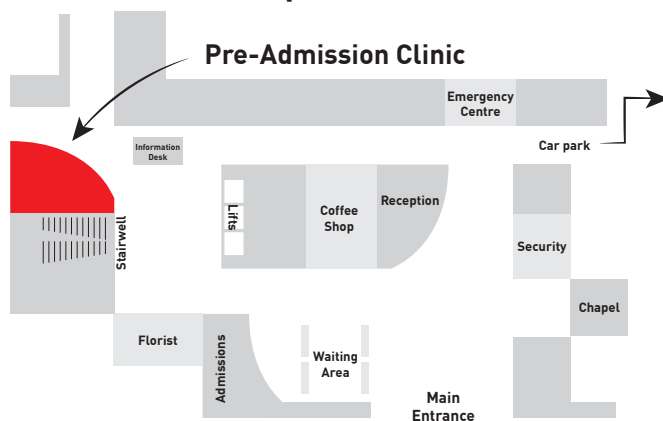 Pre-Admission Clinic
Emergency
Centre
Car park
Information
Desk
Lifts
Coffee
Shop
Reception
Stairwell
Security
Chapel
Florist
Admissions
Waiting
Area
Main
Entrance